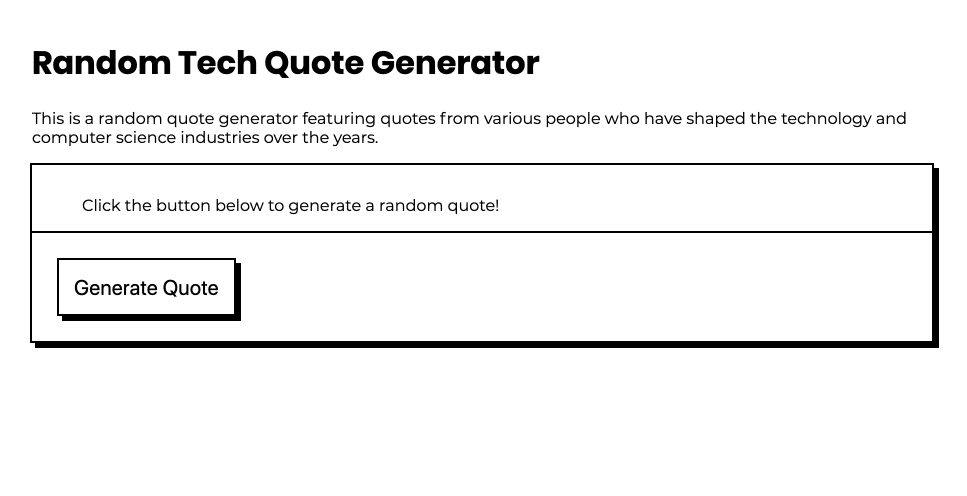 Random Tech Quote Generator
This is a random quote generator featuring quotes from various people who have shaped the technology and
computer science industries over the years.
Click the button below to generate a random quote!
Generate Quote